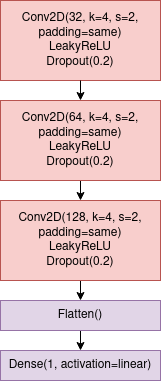 Conv2D(32, k=4, s=2,
padding=same)
LeakyReLU
Dropout(0.2)
Conv2D(64, k=4, s=2,
padding=same)
LeakyReLU
Dropout(0.2)
Conv2D(128, k=4, s=2,
padding=same)
LeakyReLU
Dropout(0.2)
Flatten()
Dense(1, activation=linear)